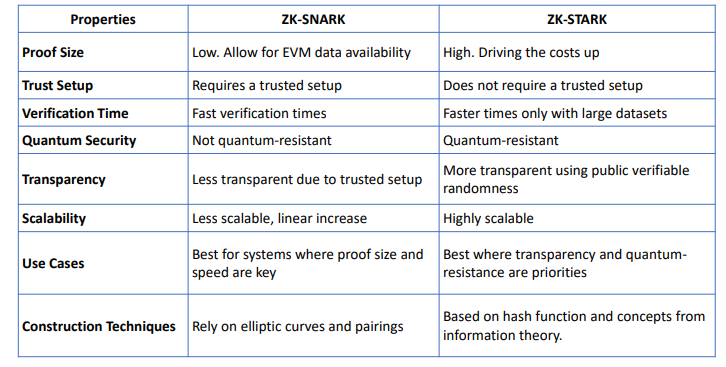 Properties ZK-SNARK ZK-STARK
Proof Size Low. Allow for EVM data availability High. Driving the costs up
Trust Setup Requires a trusted setup Does not require a trusted setup
Verification Time Fast verification times Faster times only with large datasets
Quantum Security Not quantum-resistant Quantum-resistant
Transparency Less transparent due to trusted setup More transparent using public verifiable
randomness
Scalability Less scalable, linear increase Highly scalable
Use Cases Best for systems where proof size and
speed are key
Best where transparency and quantum-
resistance are priorities
Construction Techniques Rely on elliptic curves and pairings Based on hash function and concepts from
information theory.